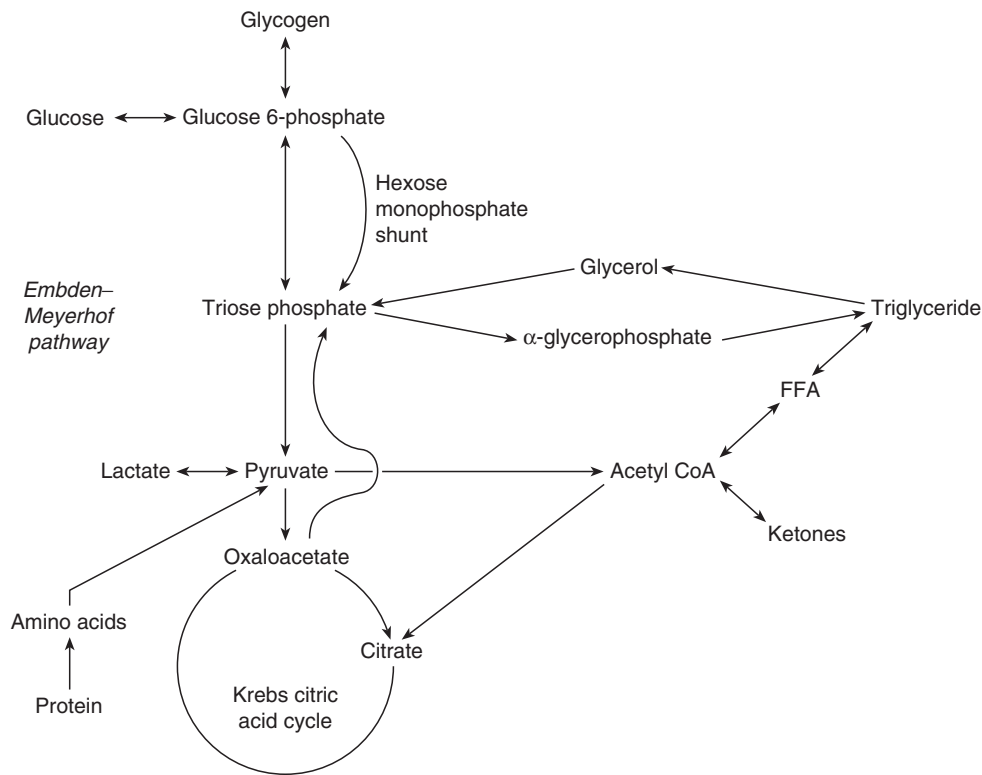 Glycogen
Glucose
Glucose 6-phosphate
Hexose
monophosphate
shunt
Embden–
Meyerhof
pathway
Glycerol
Triose phosphate
Triglyceride
α-glycerophosphate
FFA
Lactate
Pyruvate
Acetyl CoA
Ketones
Oxaloacetate
Amino acids
Citrate
Protein
Krebs citric
acid cycle